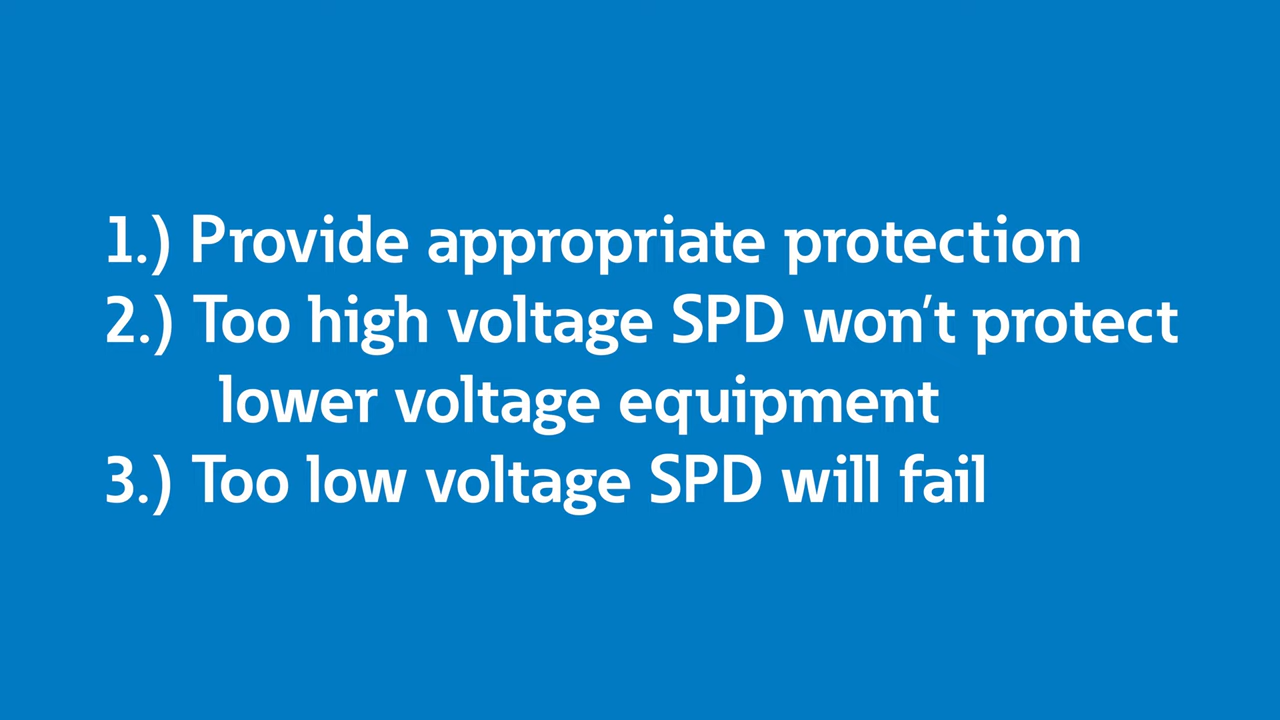 1.) Provide appropriate protection
2.) Too high voltage SPD won't protect
lower voltage equipment
3.) Too low voltage SPD will fail